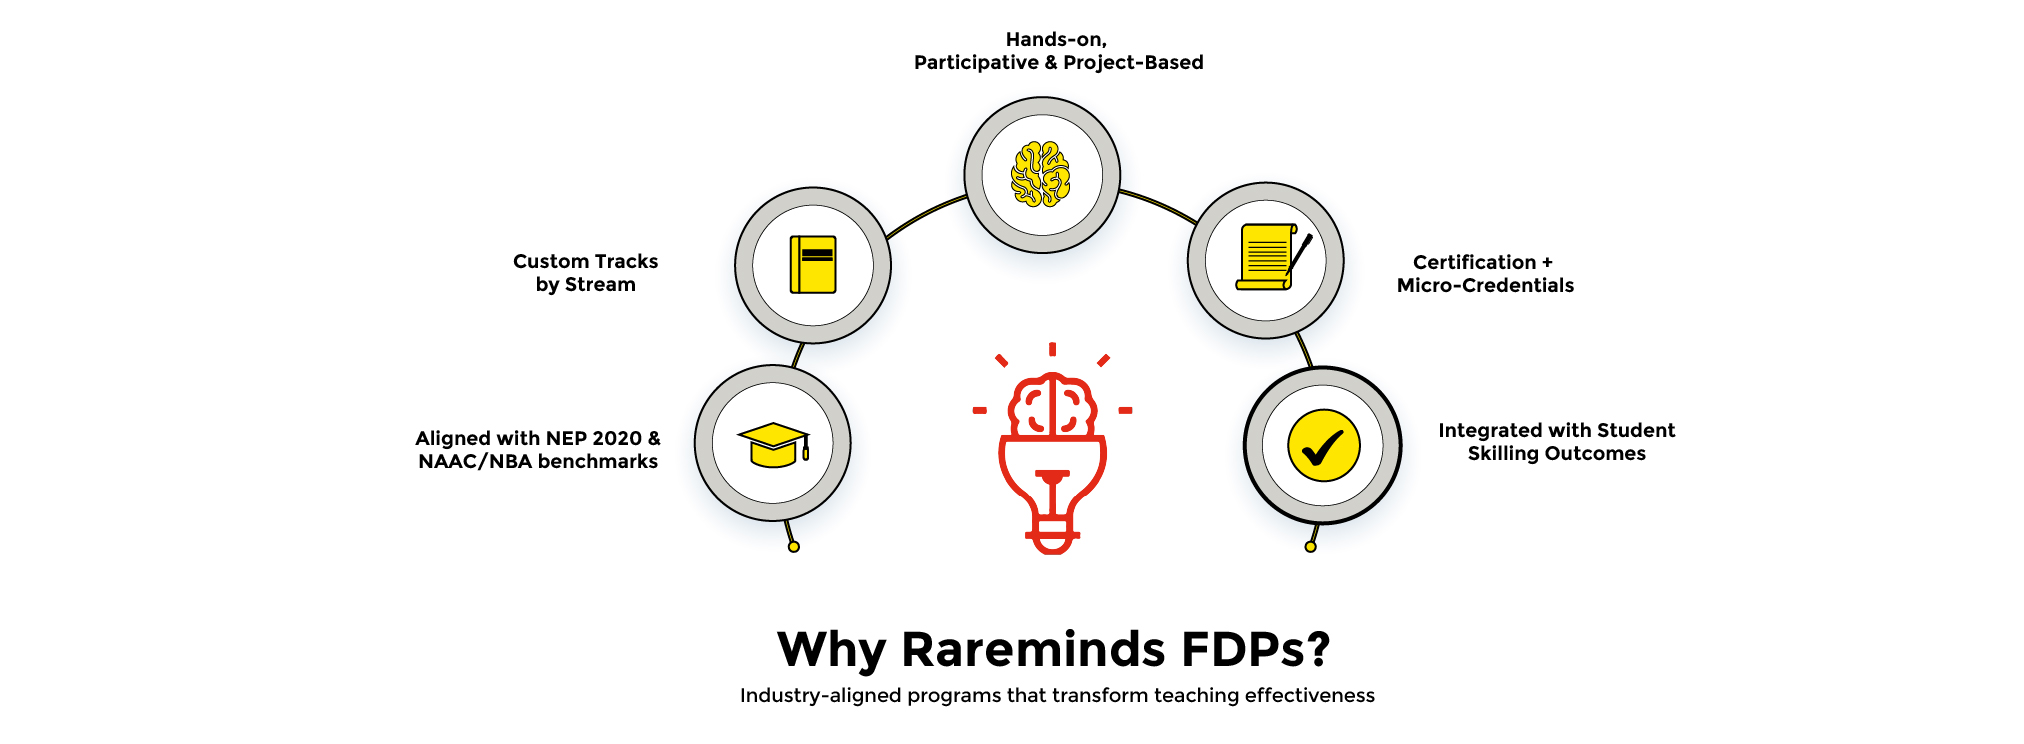 Hands-on,
Participative & Project-Based
Custom Tracks
by Stream
Certification +
Micro-Credentials
Aligned with NEP 2020 &
NAAC/NBA benchmarks
Integrated with Student
Skilling Outcomes
Why Rareminds FDPs?
Industry-aligned programs that transform teaching effectiveness